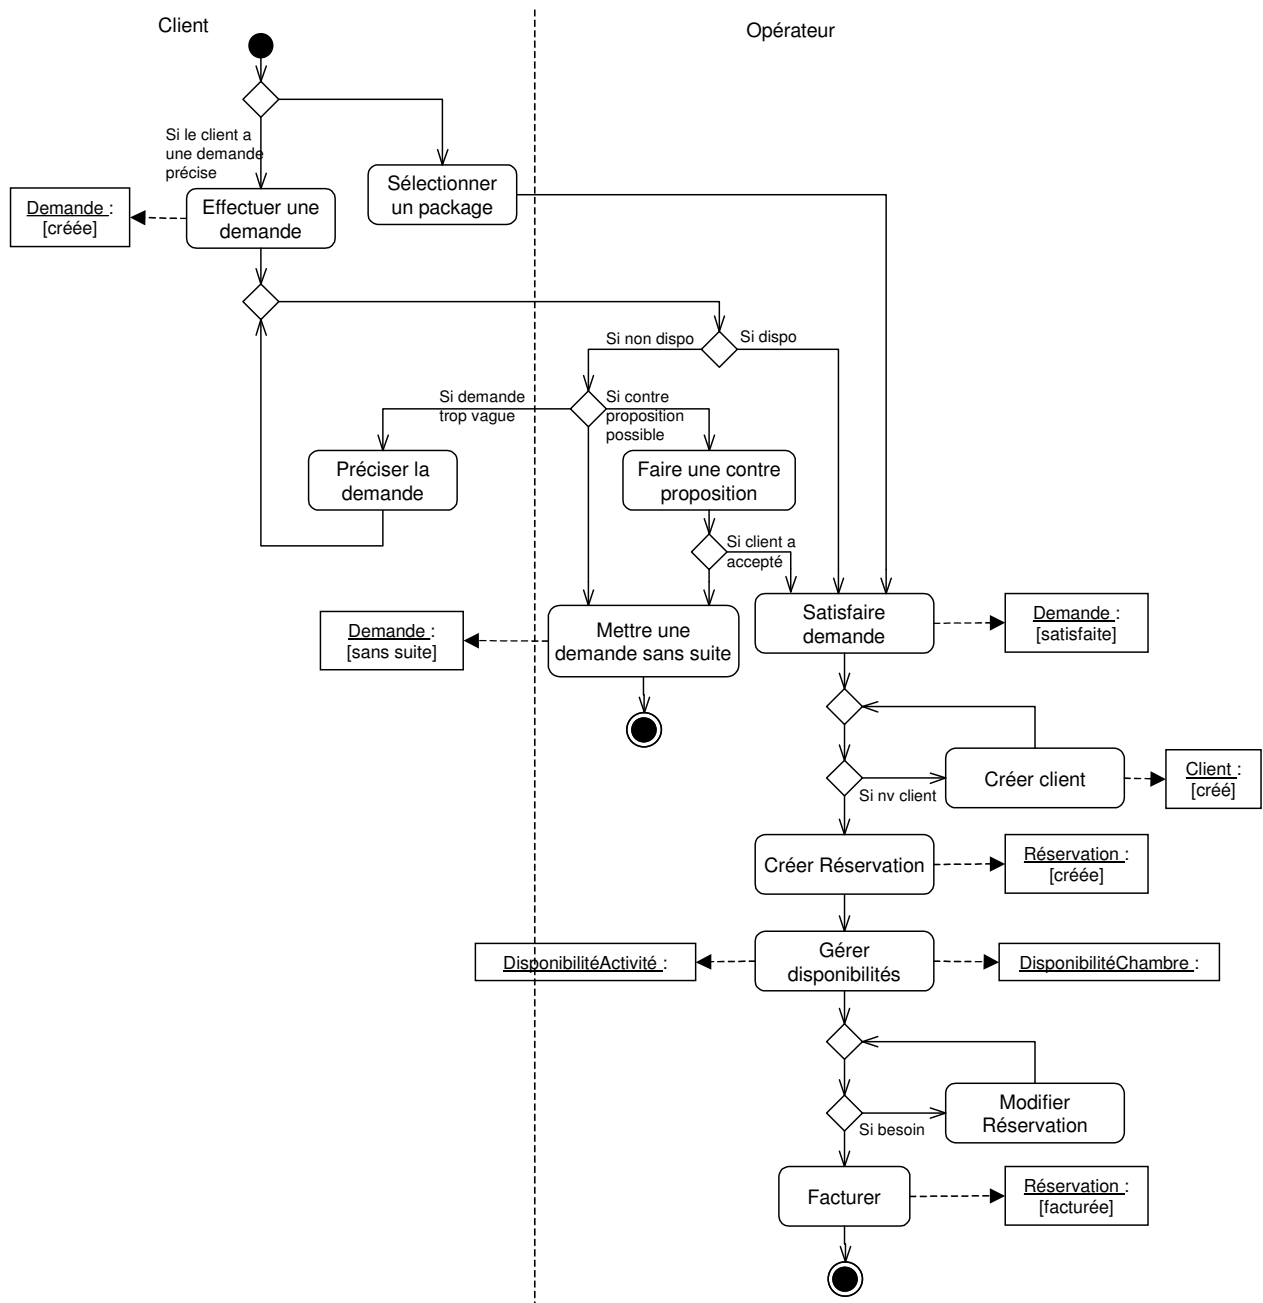 Client
Opérateur
Si le client a
une demande
précise
Sélectionner
un package
Demande :
[créée]
Effectuer une
demande
Si non dispo
Si dispo
Si demande
trop vague
Si contre
proposition
possible
Préciser la
demande
Faire une contre
proposition
Si client a
accepté
Satisfaire
demande
Demande :
[satisfaite]
Demande :
[sans suite]
Mettre une
demande sans suite
Créer client
Client :
[créé]
Si nv client
Créer Réservation
Réservation :
[créée]
DisponibilitéActivité :
Gérer
disponibilités
DisponibilitéChambre :
Modifier
Réservation
Si besoin
Facturer
Réservation :
[facturée]